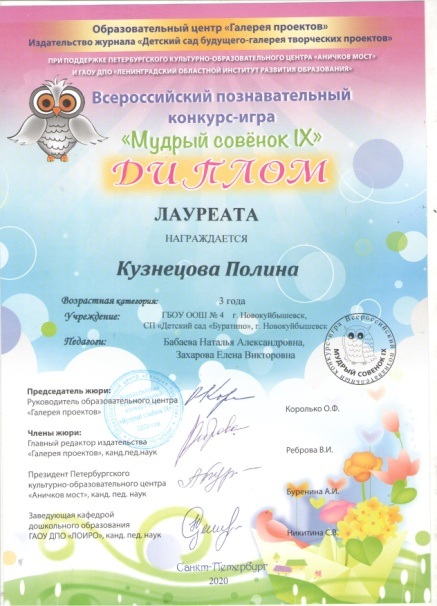 Образовательный центр «Галерея проектов»
Издательство журнала «Детский сад будущего-галерея творческих проектов»
ПРИ ПОДДЕРЖКЕ ПЕТЕРБУРГСКОГО КУЛЬТУРНО-ОБРАЗОВАТЕЛЬНОГО ЦЕНТРА «АНИЧКОВ МОСТ»
И ГАОУ ДПО «ЛЕНИНГРАДСКИЙ ОБЛАСТНОЙ ИНСТИТУТ РАЗВИТИЯ ОБРАЗОВАНИЯ»
Всероссийский познавательный
конкурс-игра
«Мудрый совёнок IX»
ДИПЛОМ
ЛАУРЕАТА
НАГРАЖДАЕТСЯ
Кузнецова Полина
Возрастная категория: 3 года
Учреждение: ГБОУ ООШ № 4 г. Новокуйбышевск,
СП «Детский сад «Буратино», г. Новокуйбышевск
Педагоги: Бабаева Наталья Александровна,
Захарова Елена Викторовна
Всероссийский познавательный конкурс-игра
МУДРЫЙ СОВЕНОК IX
Председатель жюри:
Руководитель образовательного центра
«Галерея проектов»
Королько О.Ф.
Члены жюри:
Главный редактор издательства
«Галерея проектов», канд.пед.наук
Реброва В.И.
Президент Петербургского
культурно-образовательного центра
«Аничков мост», канд. пед. наук
Буренина А.И.
Заведующая кафедрой
дошкольного образования
ГАОУ ДПО «ЛОИРО», канд. пед. наук
Никитина С.В.
Санкт-Петербург
2020